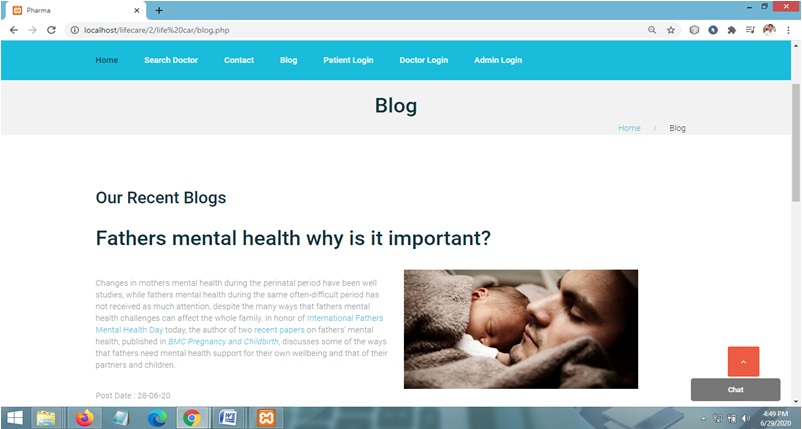 Pharma
localhost/lifecare/2/life%20car/blog.php
Home Search Doctor Contact Blog Patient Login Doctor Login Admin Login
Blog
Home / Blog
Our Recent Blogs
Fathers mental health why is it important?
Changes in mothers mental health during the perinatal period have been well
studies, while fathers mental health during the same often-difficult period has
not received as much attention, despite the many ways that fathers mental
health challenges can affect the whole family. In honor of International Fathers
Mental Health Day today, the author of two recent papers on fathers' mental
health, published in BMC Pregnancy and Childbirth, discusses some of the ways
that fathers need mental health support for their own wellbeing and that of their
partners and children.
Post Date : 28-06-20
Chat
4:49 PM
6/29/2020